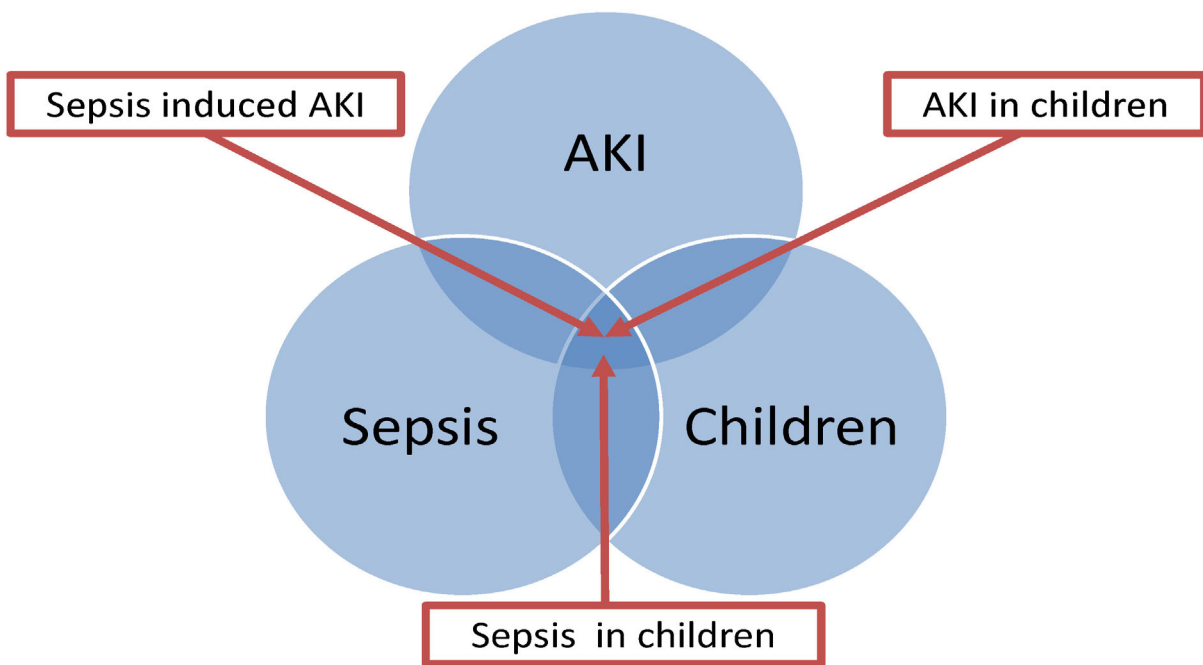 Sepsis induced AKI
AKI in children
AKI
Sepsis
Children
Sepsis in children